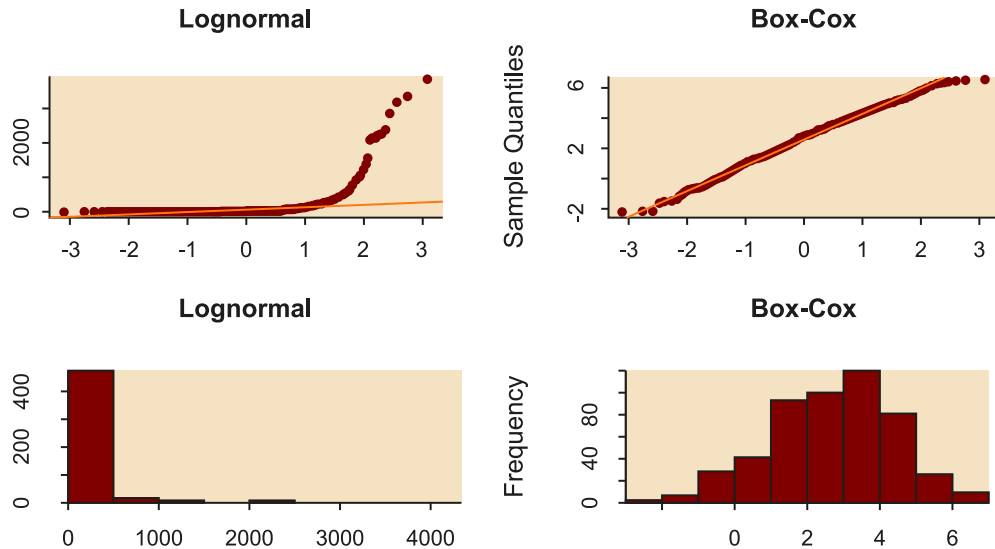 Lognormal
2000
0
-3 -2 -1 0 1 2 3
Box-Cox
Sample Quantiles
6
2
-2
-3 -2 -1 0 1 2 3
Lognormal
400
200
0
0 1000 2000 3000 4000
Box-Cox
Frequency
80
40
0
0 2 4 6